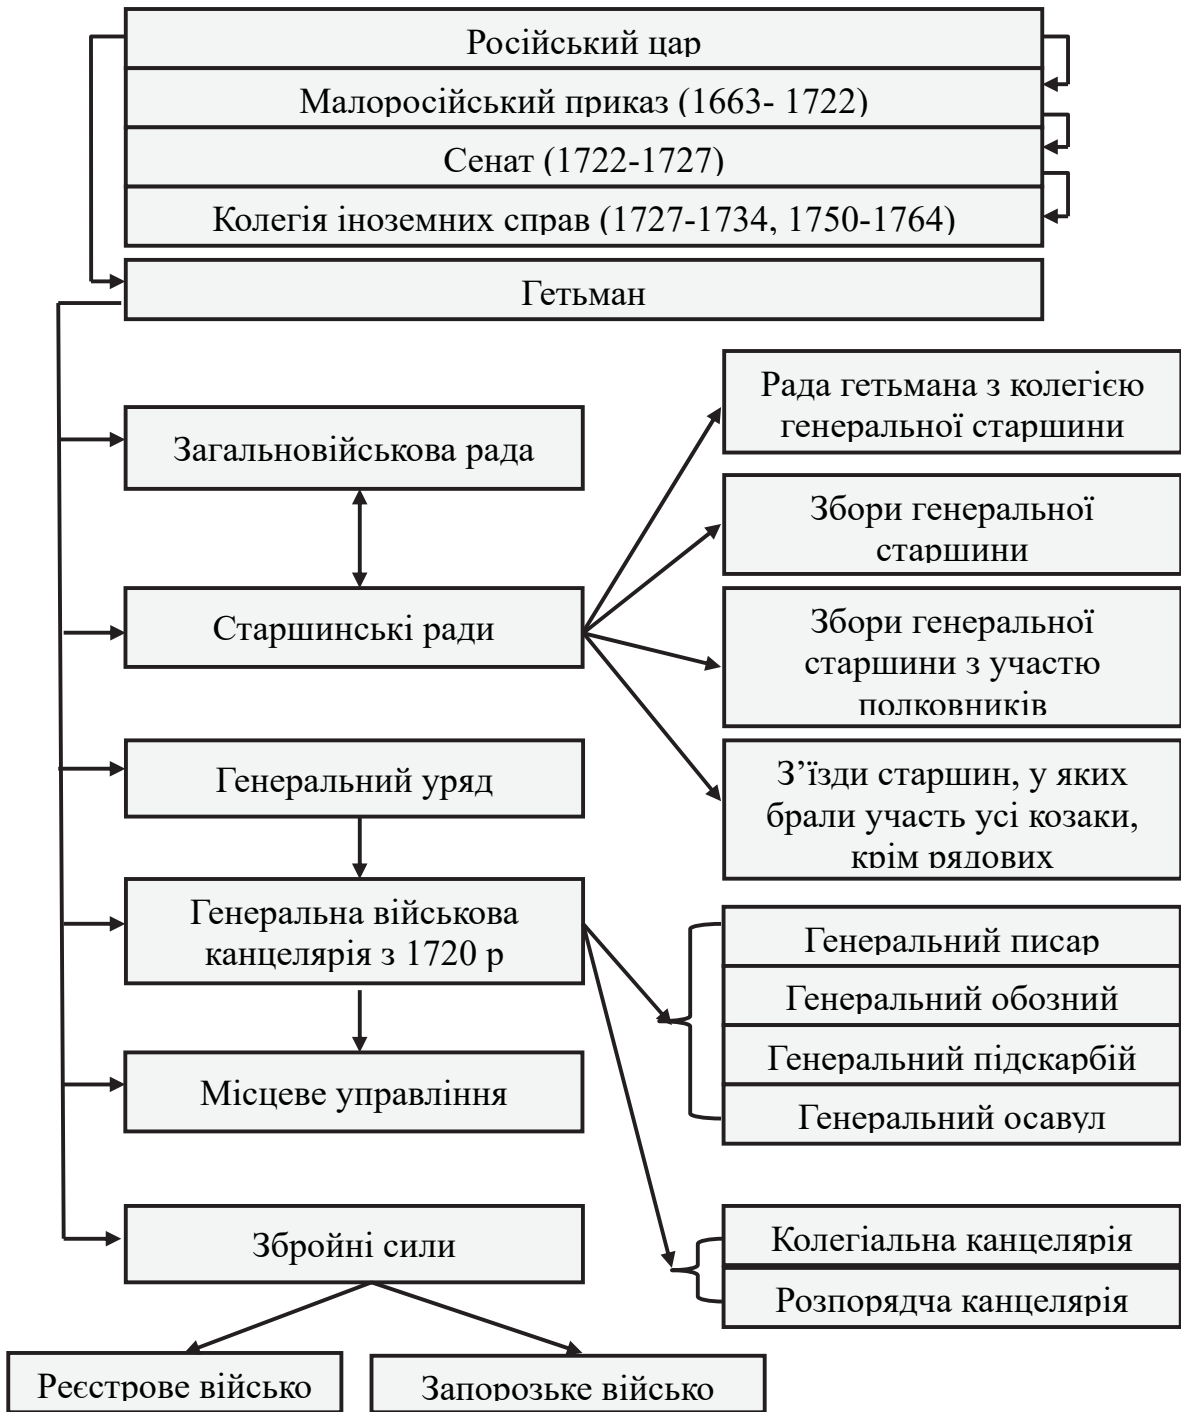 Російський цар
Малоросійський приказ (1663- 1722)
Сенат (1722-1727)
Колегія іноземних справ (1727-1734, 1750-1764)
Гетьман
Загальновійськова рада
Старшинські ради
Рада гетьмана з колегією
генеральної старшини
Збори генеральної
старшини
Збори генеральної
старшини з участю
полковників
З’їзди старшин, у яких
брали участь усі козаки,
крім рядових
Генеральний уряд
Генеральна військова
канцелярія з 1720 р
Генеральний писар
Генеральний обозний
Генеральний підскарбій
Генеральний осавул
Місцеве управління
Колегіальна канцелярія
Розпорядча канцелярія
Збройні сили
Реєстрове військо
Запорозьке військо